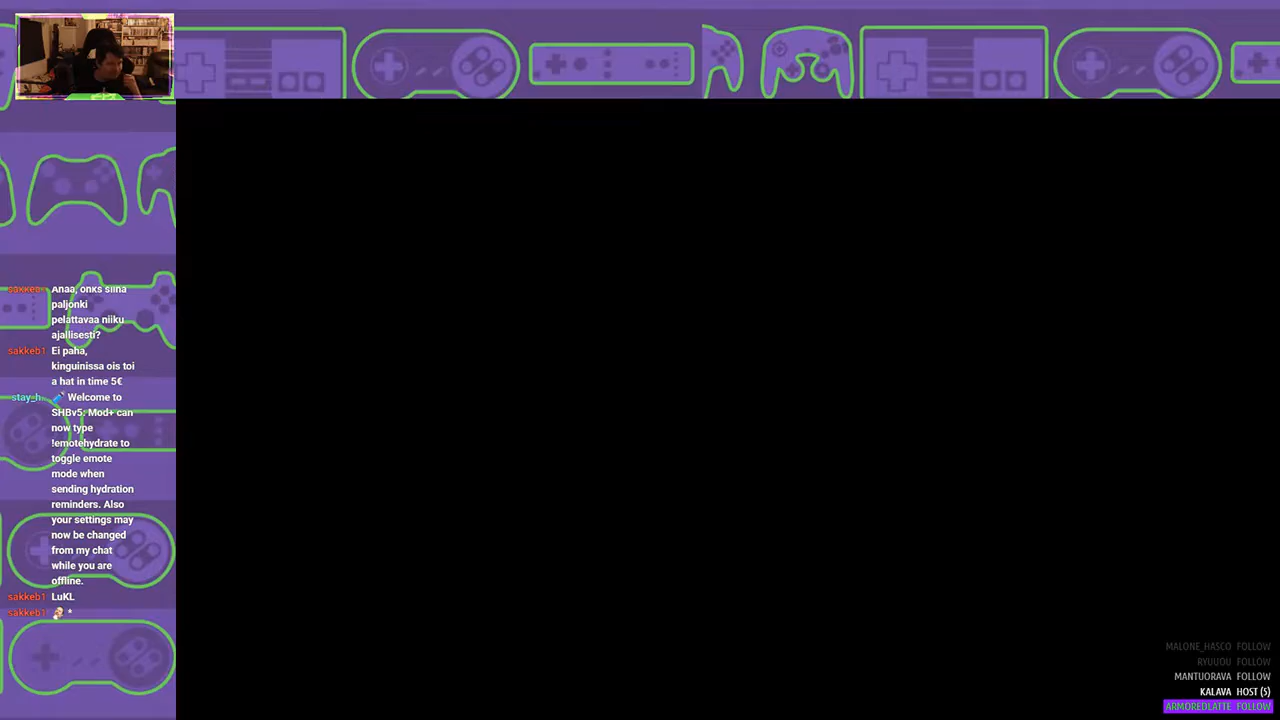 sakkeb1 Ahaa, onks siinä
paljonki
pelattavaa niiku
ajallisesti?
sakkeb1 Ei paha,
kinguinissa ois toi
a hat in time 5€
stay_h Welcome to
SHBv5: Mod+ can
now type
!emotehydrate to
toggle emote
mode when
sending hydration
reminders. Also
your settings may
now be changed
from my chat
while you are
offline.
sakkeb1 LuKL
sakkeb1 *
MALONE_HASCO FOLLOW
RYUUOU FOLLOW
MANTUORAVA FOLLOW
KALAVA HOST (5)
ARMOREDLATTE FOLLOW